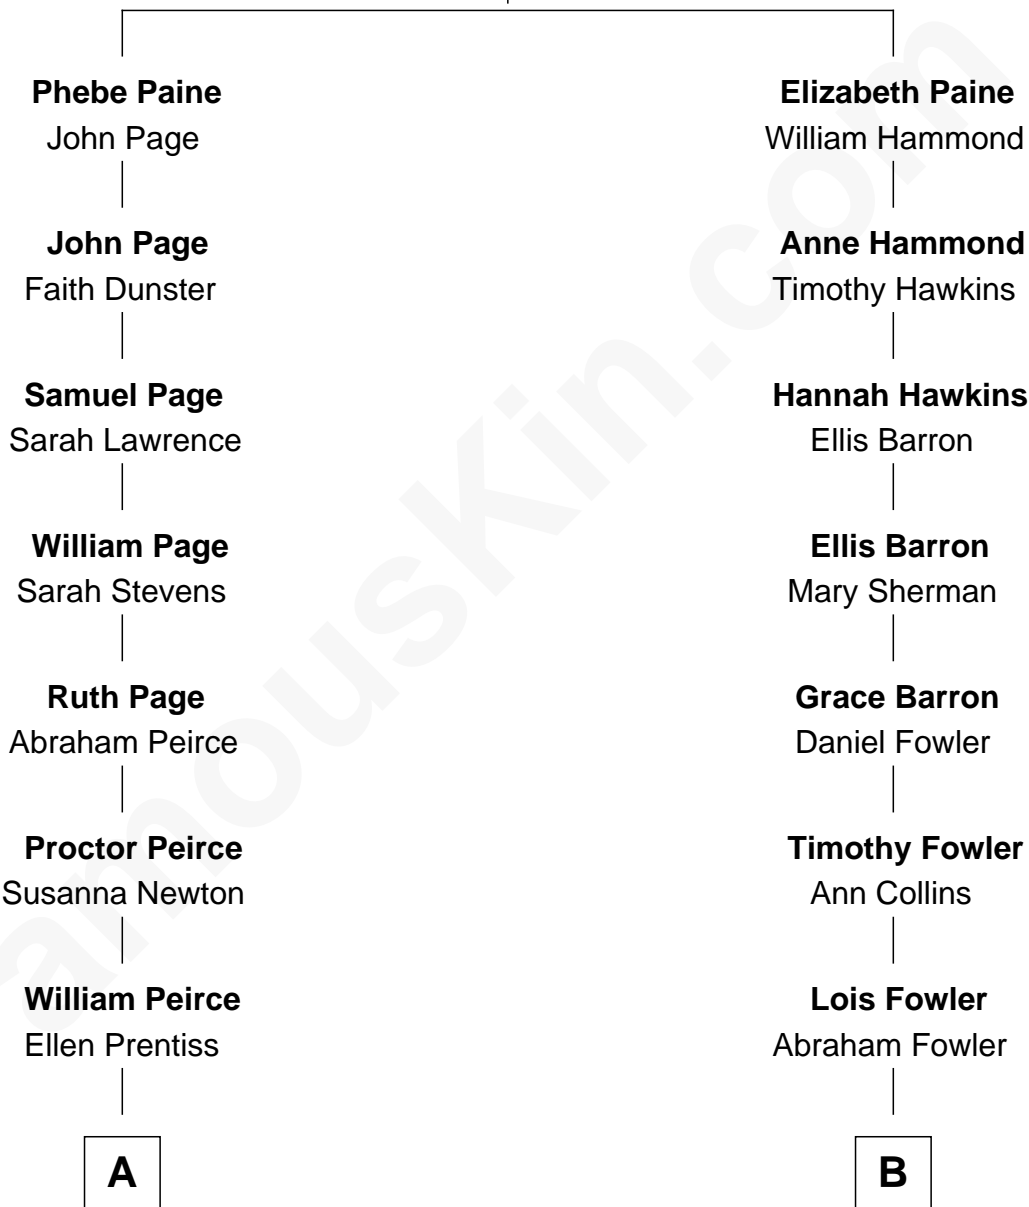 Phebe Paine
John Page
John Page
Faith Dunster
Samuel Page
Sarah Lawrence
William Page
Sarah Stevens
Ruth Page
Abraham Peirce
Proctor Peirce
Susanna Newton
William Peirce
Ellen Prentiss
A
Elizabeth Paine
William Hammond
Anne Hammond
Timothy Hawkins
Hannah Hawkins
Ellis Barron
Ellis Barron
Mary Sherman
Grace Barron
Daniel Fowler
Timothy Fowler
Ann Collins
Lois Fowler
Abraham Fowler
B
amousKin.com